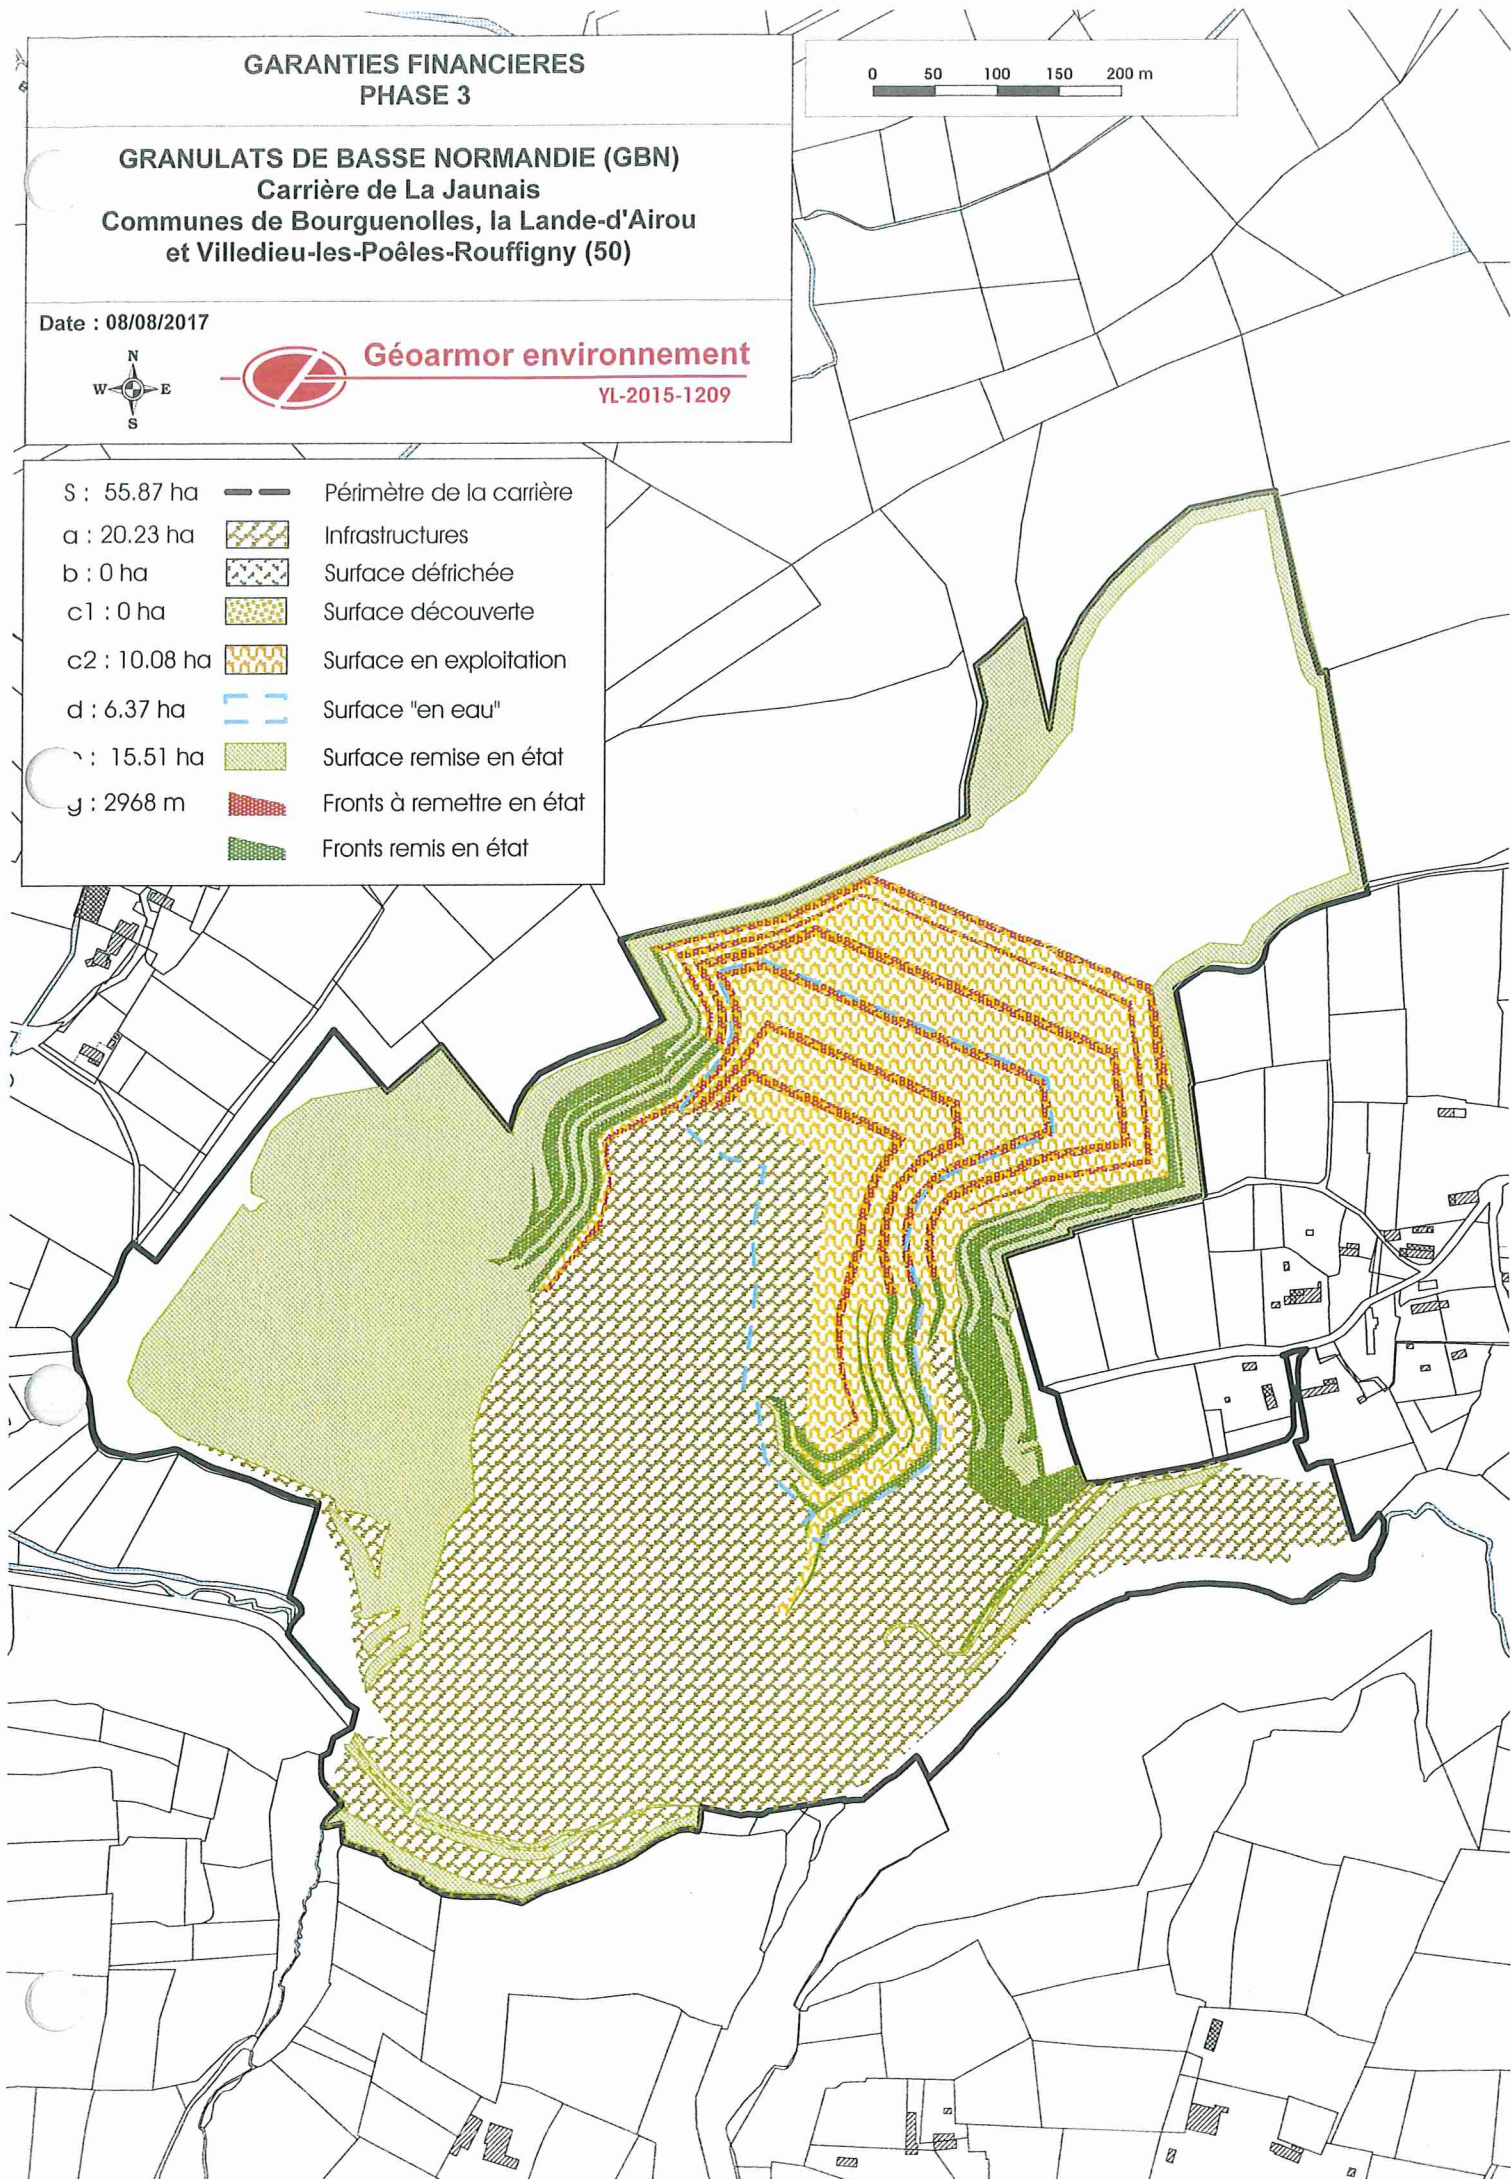 GARANTIES FINANCIERES
PHASE 3
GRANULATS DE BASSE NORMANDIE (GBN)
Carrière de La Jaunais
Communes de Bourguenolles, la Lande-d'Airou
et Villedieu-les-Poêles-Rouffigny (50)
Date : 08/08/2017
N
W E
S
Géoarmor environnement
YL-2015-1209
0 50 100 150 200 m
S : 55.87 ha Périmètre de la carrière
a : 20.23 ha Infrastructures
b : 0 ha Surface défrichée
c1 : 0 ha Surface découverte
c2 : 10.08 ha Surface en exploitation
d : 6.37 ha Surface "en eau"
: 15.51 ha Surface remise en état
: 2968 m Fronts à remettre en état
Fronts remis en état